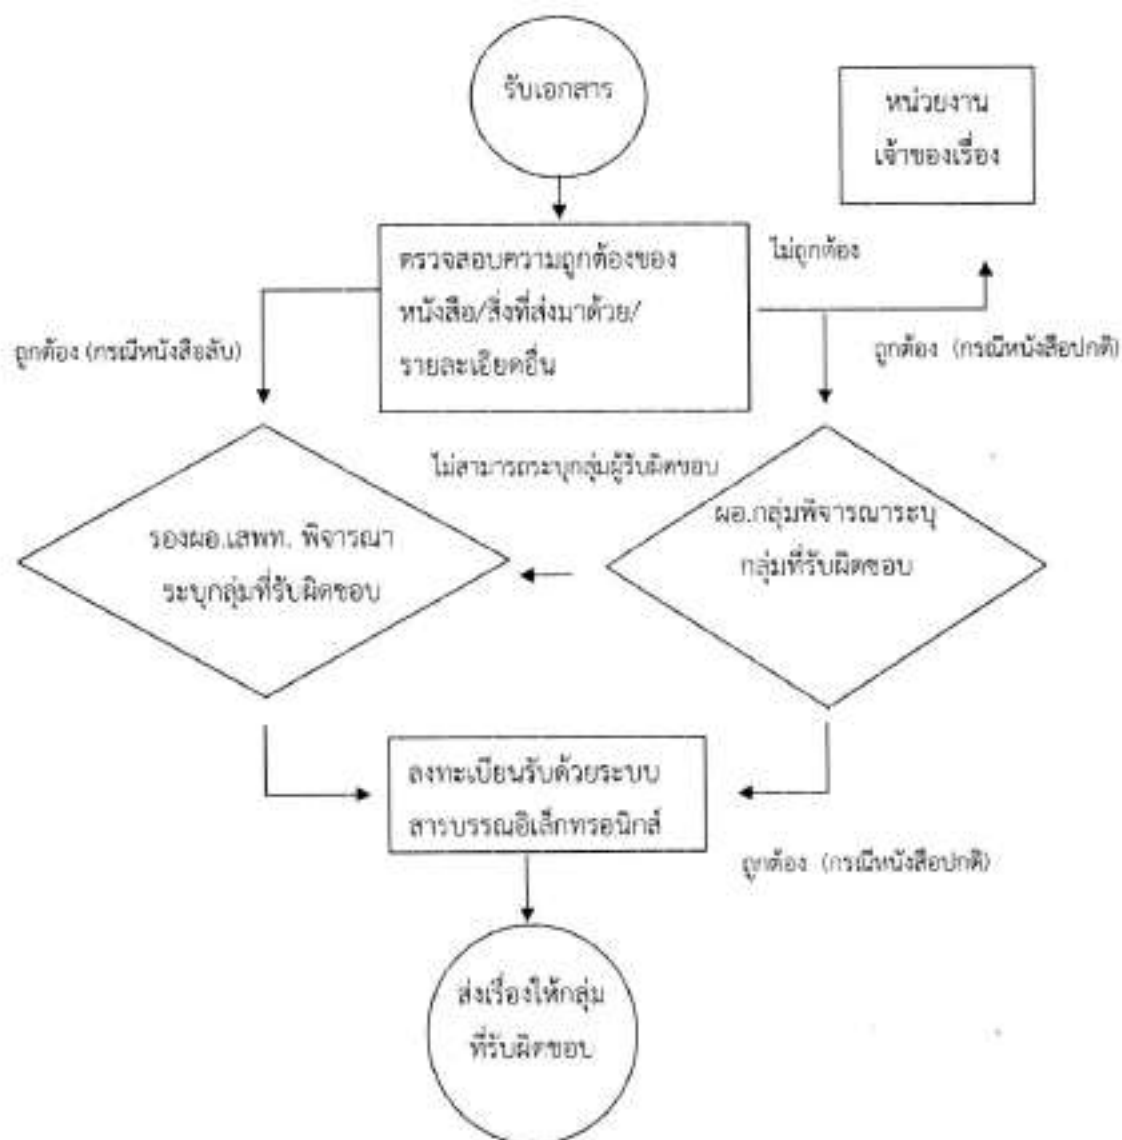 รับเอกสาร
หน่วยงาน
เจ้าของเรื่อง
ตรวจสอบความถูกต้องของ
หนังสือ/สิ่งที่ส่งมาด้วย/
รายละเอียดอื่น
ไม่ถูกต้อง
ถูกต้อง (กรณีหนังสือลับ)
ถูกต้อง (กรณีหนังสือปกติ)
ไม่สามารถระบุกลุ่มผู้รับผิดชอบ
รองผอ.เสพท. พิจารณา
ระบุกลุ่มที่รับผิดชอบ
ผอ.กลุ่มพิจารณาระบุ
กลุ่มที่รับผิดชอบ
ลงทะเบียนรับด้วยระบบ
สารบรรณอิเล็กทรอนิกส์
ถูกต้อง (กรณีหนังสือปกติ)
ส่งเรื่องให้กลุ่ม
ที่รับผิดชอบ